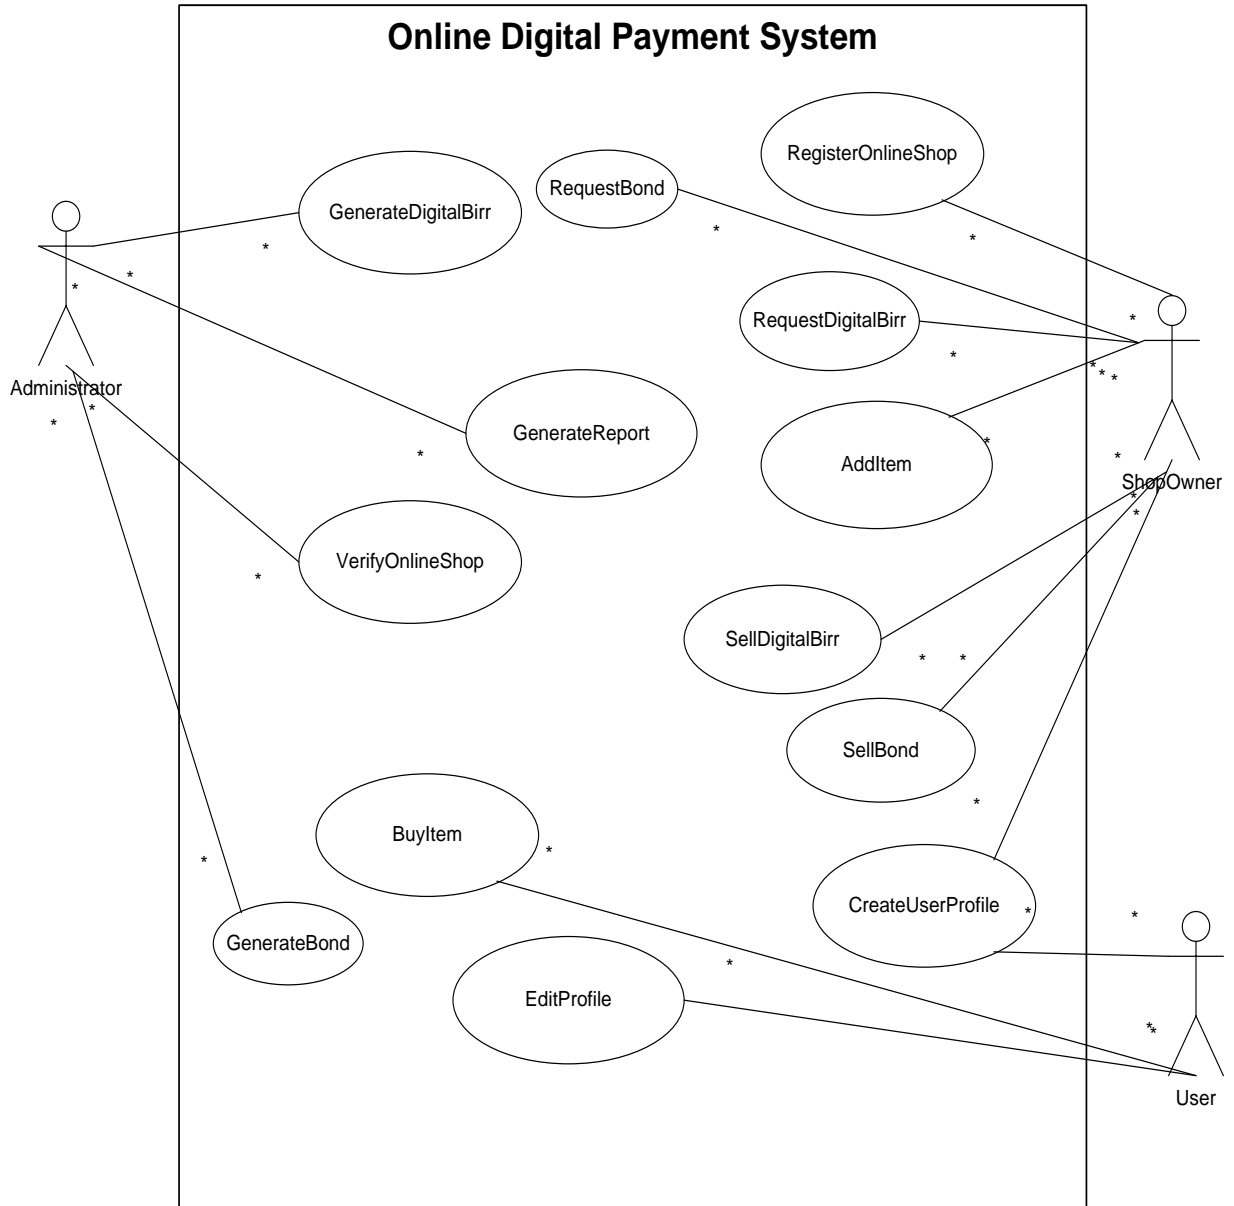 Online Digital Payment System
RegisterOnlineShop
RequestBond
GenerateDigitalBirr
*
*
*
*
*
*
RequestDigitalBirr
*
*
* * *
Administrator
*
*
GenerateReport
AddItem
*
*
*
ShopOwner
*
*
VerifyOnlineShop
*
SellDigitalBirr
* *
SellBond
*
BuyItem
*
*
CreateUserProfile
*
*
GenerateBond
*
EditProfile
**
User